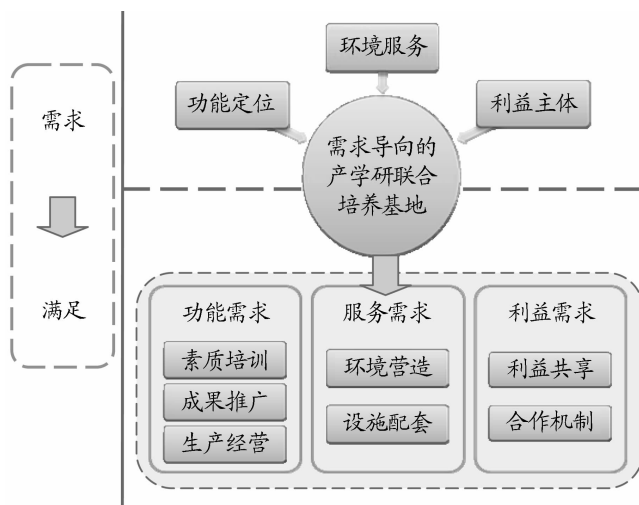 环境服务
功能定位
利益主体
需求
需求导向的
产学研联合
培养基地
满足
功能需求
素质培训
成果推广
生产经营
服务需求
环境营造
设施配套
利益需求
利益共享
合作机制